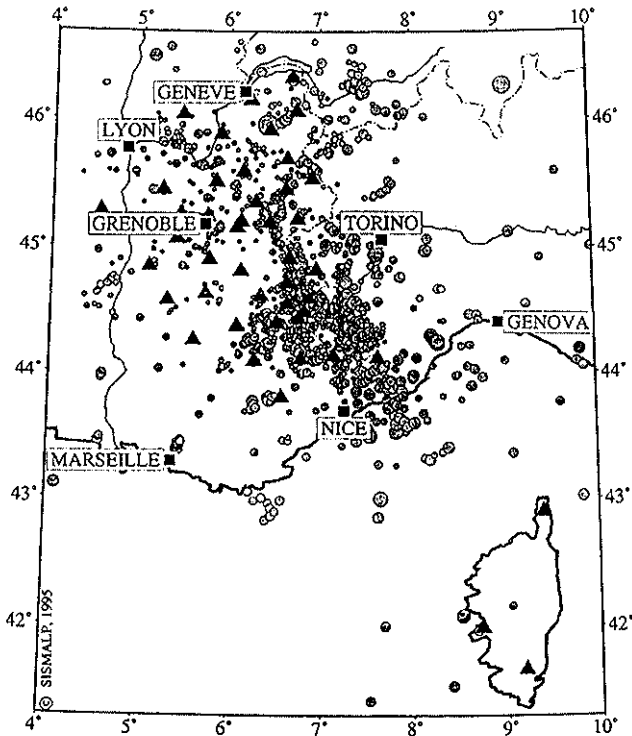 4° 5° 6° 7° 8° 9° 10°
GENEVE
46° 46°
LYON
GRENOBLE
TORINO
45° 45°
GENOVA
44° 44°
NICE
MARSEILLE
43° 43°
42° 42°
© SISMALP, 1995
4° 5° 6° 7° 8° 9° 10°